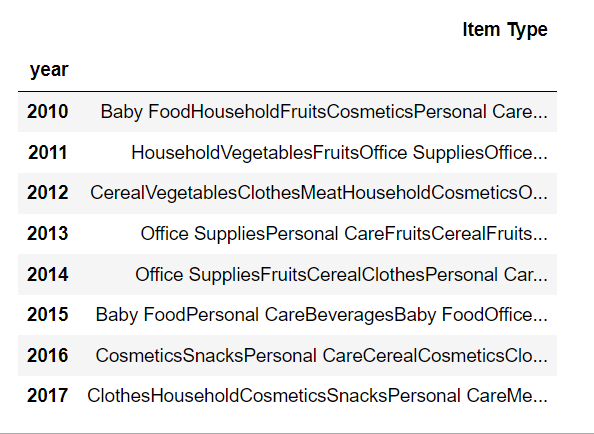 Item Type
year
2010 Baby FoodHouseholdFruitsCosmeticsPersonal Care...
2011 HouseholdVegetablesFruitsOffice SuppliesOffice...
2012 CerealVegetablesClothesMeatHouseholdCosmeticsO...
2013 Office SuppliesPersonal CareFruitsCerealFruits...
2014 Office SuppliesFruitsCerealClothesPersonal Car...
2015 Baby FoodPersonal CareBeveragesBaby FoodOffice...
2016 CosmeticsSnacksPersonal CareCerealCosmeticsClo...
2017 ClothesHouseholdCosmeticsSnacksPersonal CareMe...